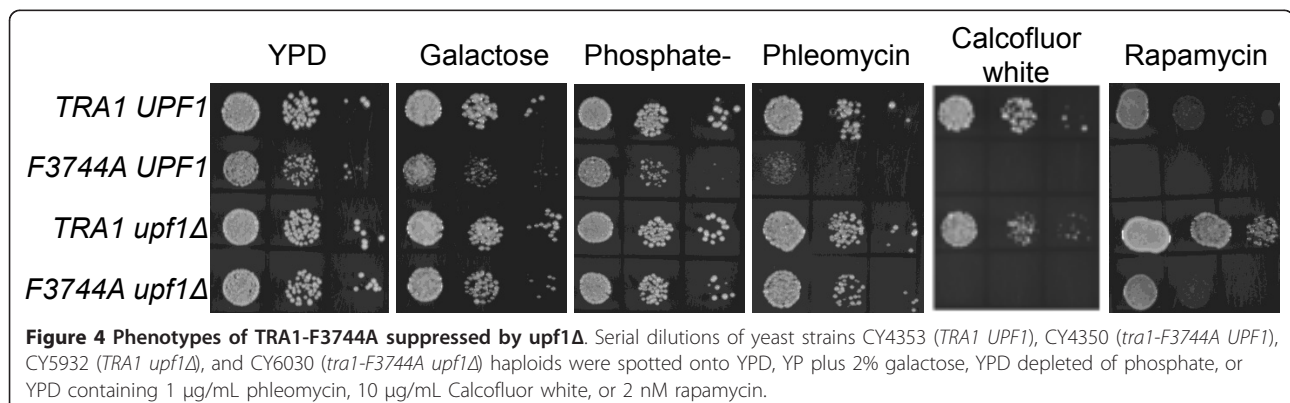 YPD Galactose Phosphate- Phleomycin Calcofluor white Rapamycin
TRA1 UPF1
F3744A UPF1
TRA1 upf1Δ
F3744A upf1Δ
Figure 4 Phenotypes of TRA1-F3744A suppressed by upf1Δ. Serial dilutions of yeast strains CY4353 (TRA1 UPF1), CY4350 (tra1-F3744A UPF1),
CY5932 (TRA1 upf1Δ), and CY6030 (tra1-F3744A upf1Δ) haploids were spotted onto YPD, YP plus 2% galactose, YPD depleted of phosphate, or
YPD containing 1 μg/mL phleomycin, 10 μg/mL Calcofluor white, or 2 nM rapamycin.